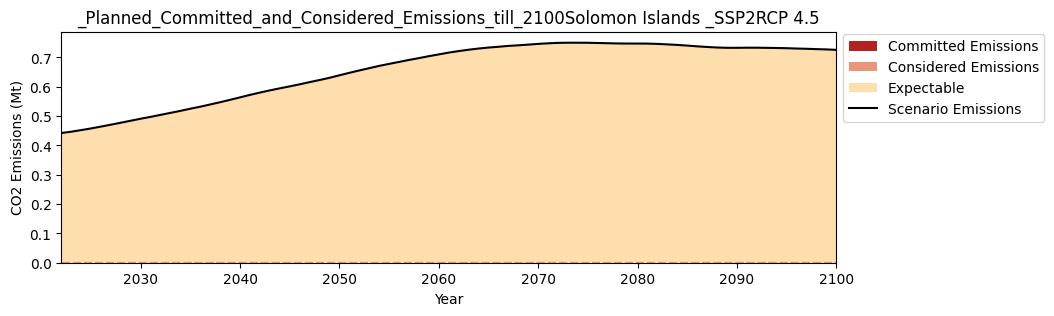 _Planned_Committed_and_Considered_Emissions_till_2100Solomon Islands _SSP2RCP 4.5
CO2 Emissions (Mt)
0.7
0.6
0.5
0.4
0.3
0.2
0.1
0.0
2030 2040 2050 2060 2070 2080 2090 2100
Year
Committed Emissions
Considered Emissions
Expectable
Scenario Emissions